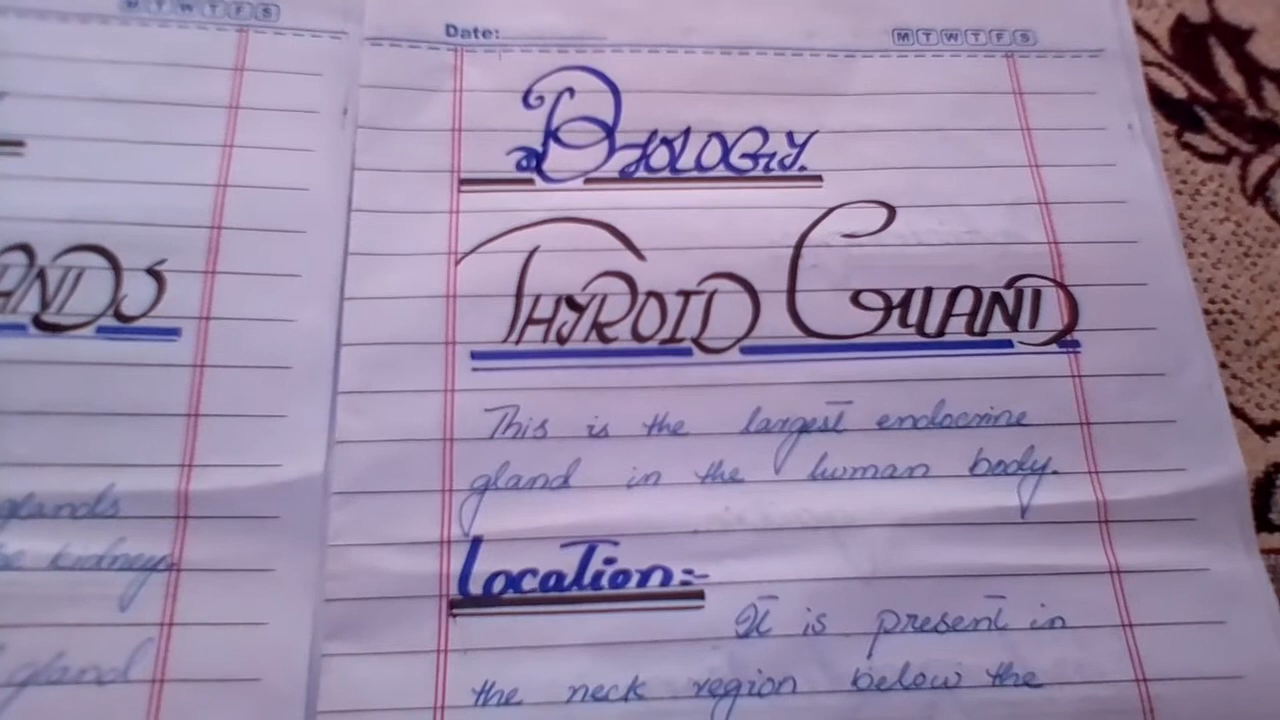 M T W T F S
ANDS
glands
kidney
gland
Date:
M T W T F S
BIOLOGY.
THYROID GLAND
This is the largest endocrine
gland in the human body.
Location:-
It is present in
the neck region below the